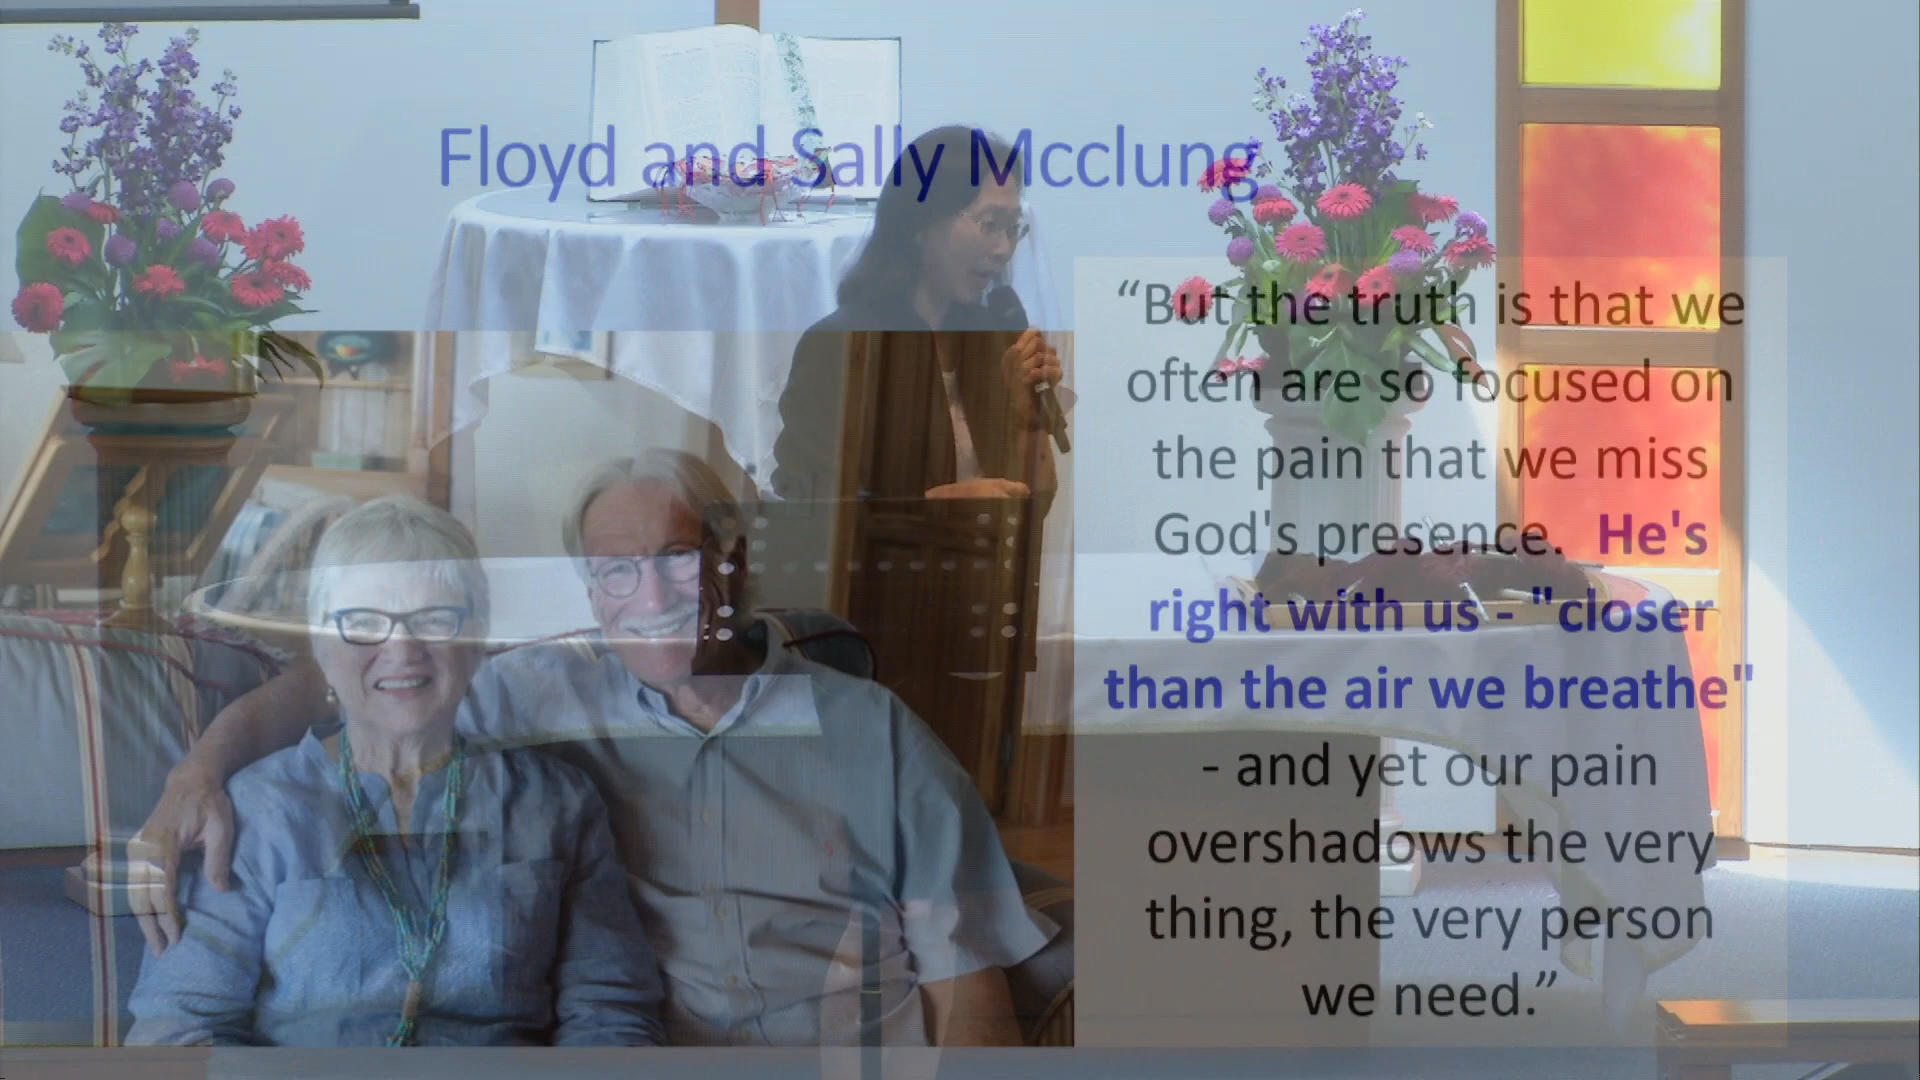 Floyd and Sally Mcclung
“But the truth is that we
often are so focused on
the pain that we miss
God's presence. He's
right with us - "closer
than the air we breathe"
- and yet our pain
overshadows the very
thing, the very person
we need.”